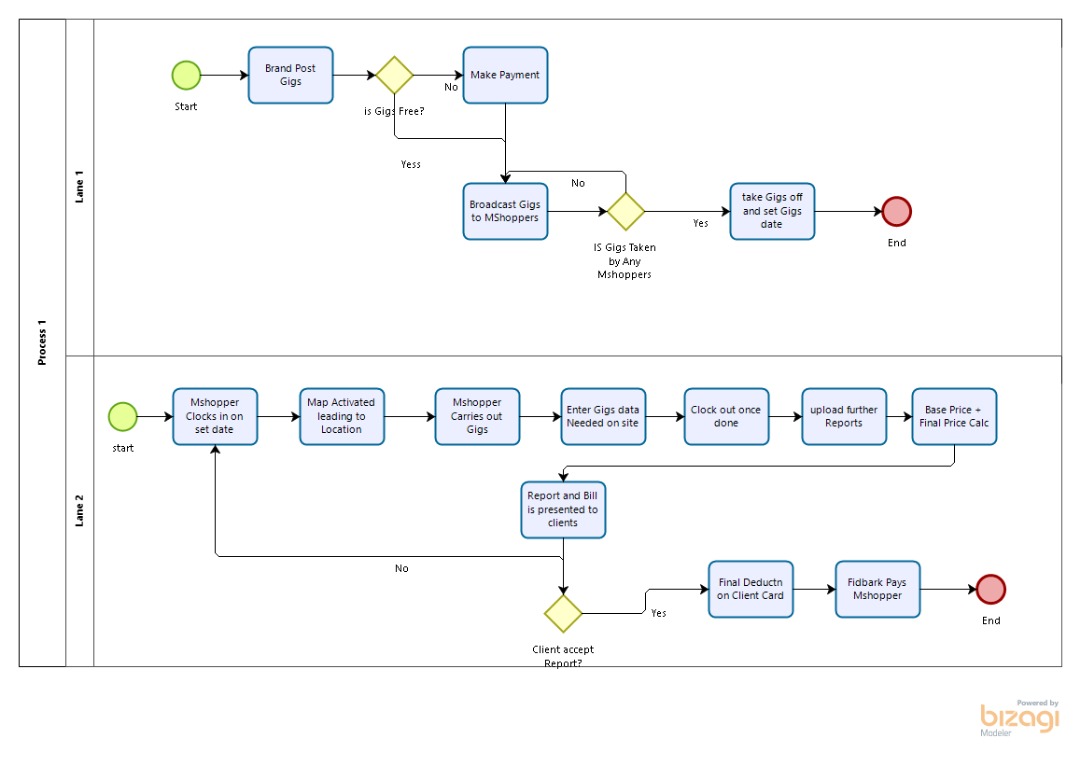 Process 1
Lane 1
Start
Brand Post
Gigs
is Gigs Free?
No
Make Payment
Yess
Broadcast Gigs
to MShoppers
No
IS Gigs Taken
by Any
Mshoppers
Yes
take Gigs off
and set Gigs
date
End
Lane 2
start
Mshopper
Clocks in on
set date
Map Activated
leading to
Location
Mshopper
Carries out
Gigs
Enter Gigs data
Needed on site
Clock out once
done
upload further
Reports
Base Price +
Final Price Calc
Report and Bill
is presented to
clients
No
Client accept
Report?
Yes
Final Deductn
on Client Card
Fidbark Pays
Mshopper
End
Powered by
bizagi
Modeler